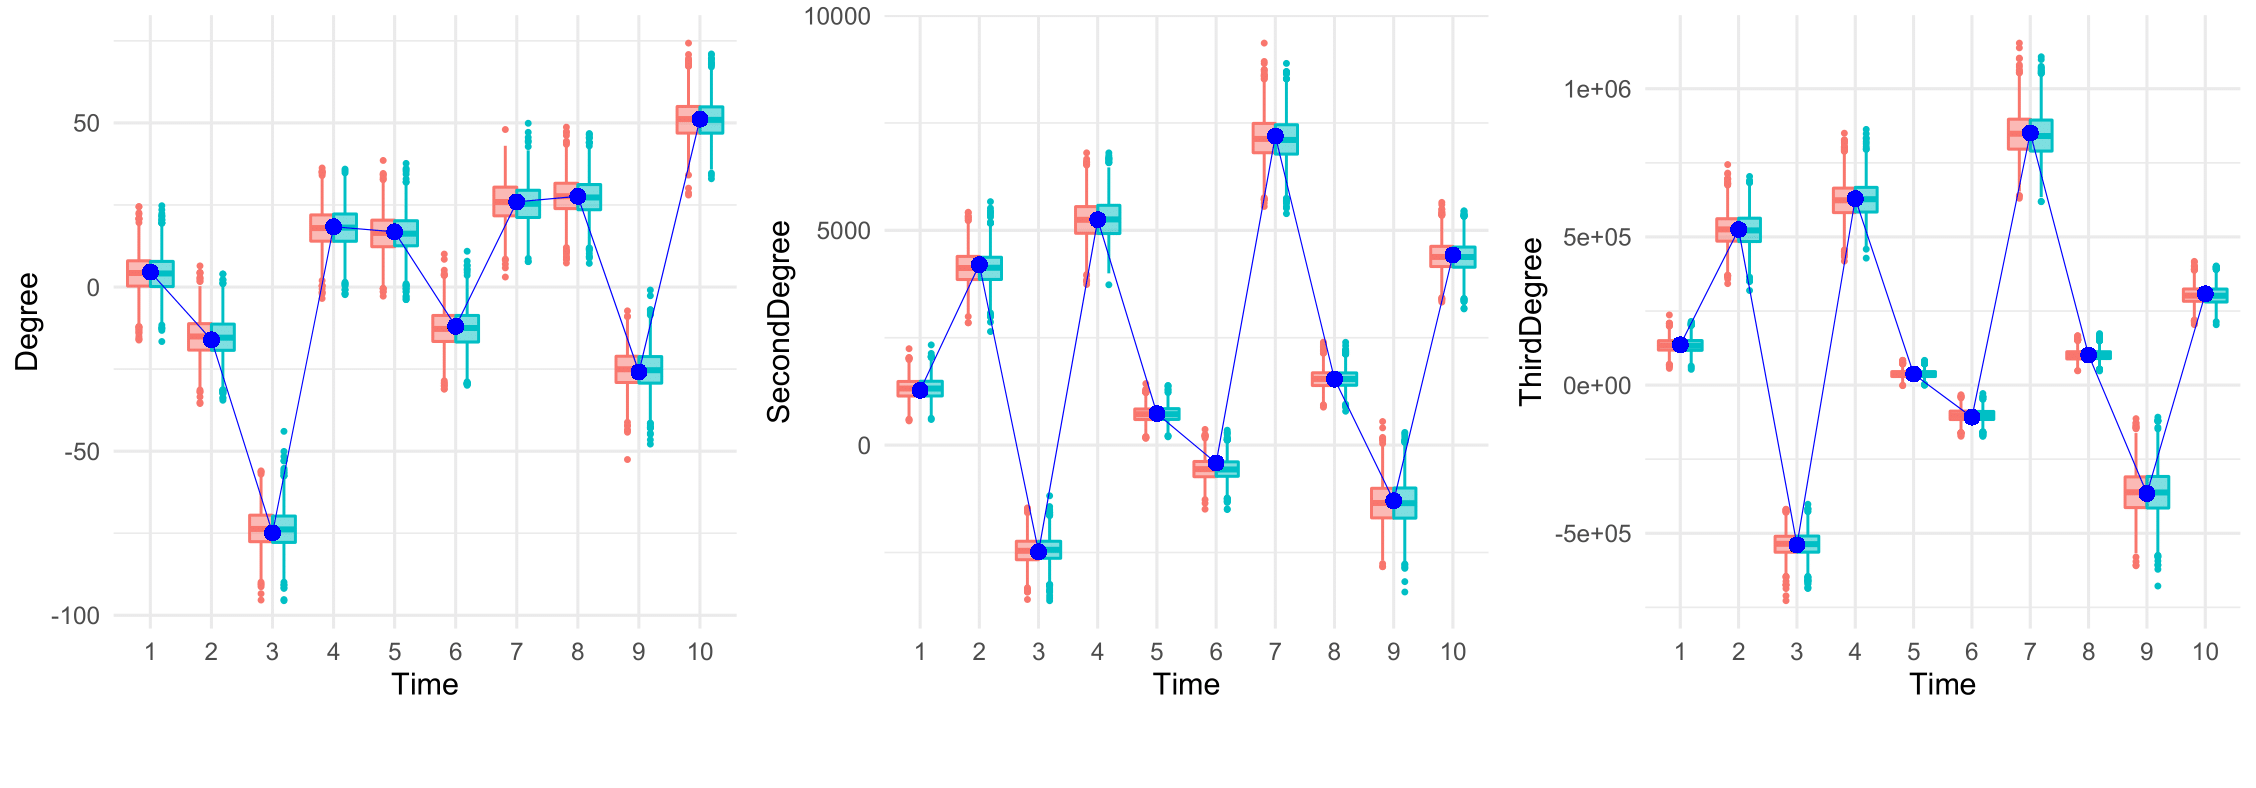 Degree
50
0
-50
-100
1 2 3 4 5 6 7 8 9 10
Time
SecondDegree
10000
5000
0
1 2 3 4 5 6 7 8 9 10
Time
ThirdDegree
1e+06
5e+05
0e+00
-5e+05
1 2 3 4 5 6 7 8 9 10
Time